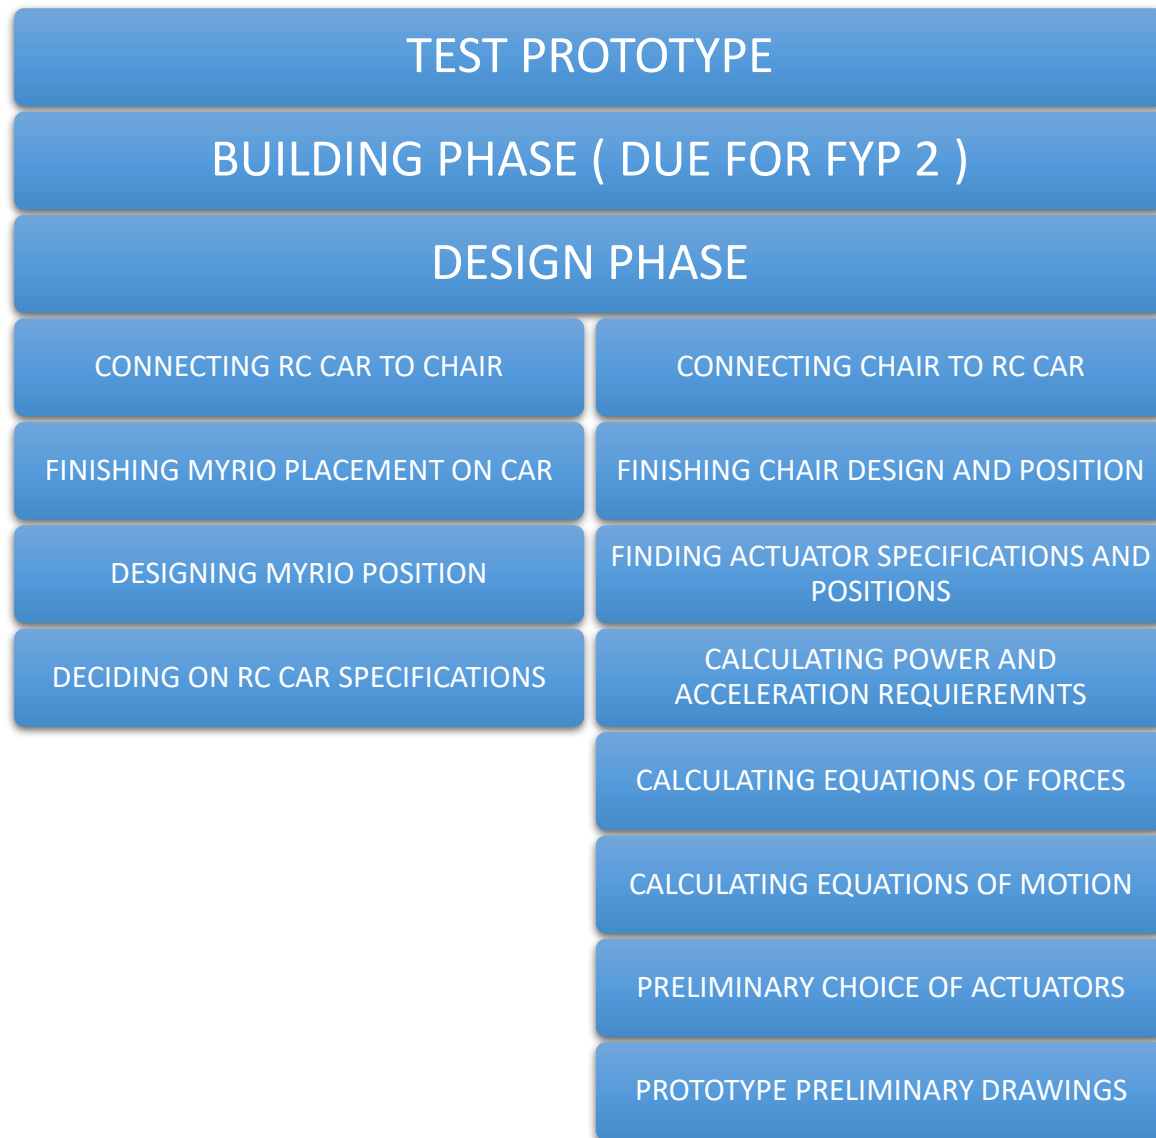 TEST PROTOTYPE
BUILDING PHASE ( DUE FOR FYP 2 )
DESIGN PHASE
CONNECTING RC CAR TO CHAIR
CONNECTING CHAIR TO RC CAR
FINISHING MYRIO PLACEMENT ON CAR
FINISHING CHAIR DESIGN AND POSITION
DESIGNING MYRIO POSITION
FINDING ACTUATOR SPECIFICATIONS AND
POSITIONS
DECIDING ON RC CAR SPECIFICATIONS
CALCULATING POWER AND
ACCELERATION REQUIEREMNTS
CALCULATING EQUATIONS OF FORCES
CALCULATING EQUATIONS OF MOTION
PRELIMINARY CHOICE OF ACTUATORS
PROTOTYPE PRELIMINARY DRAWINGS